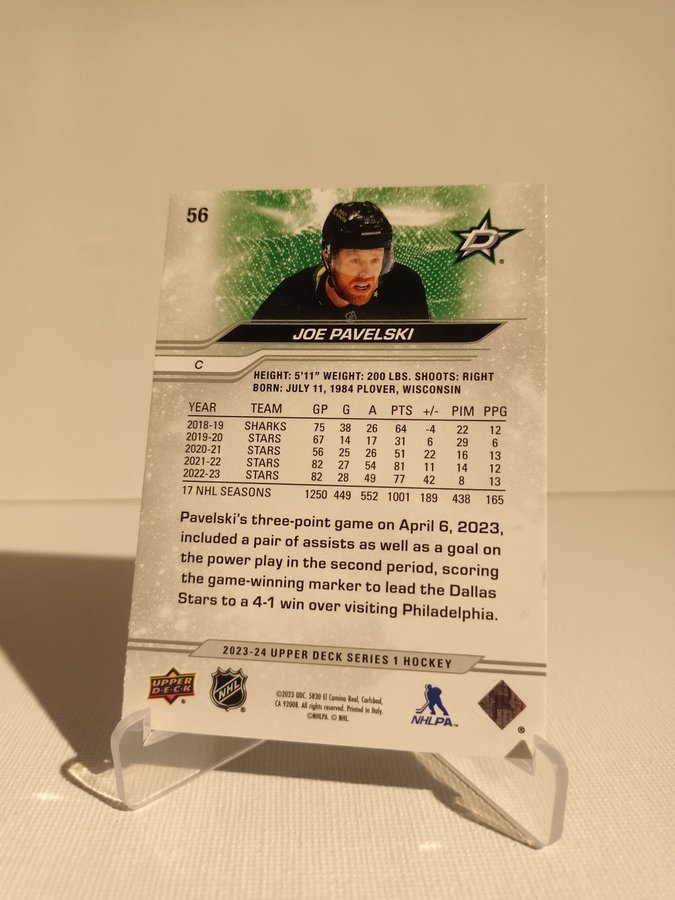 56
D
JOE PAVELSKI
C
HEIGHT: 5'11" WEIGHT: 200 LBS. SHOOTS: RIGHT
BORN: JULY 11, 1984 PLOVER, WISCONSIN
YEAR TEAM GP G A PTS +/- PIM PPG
2018-19 SHARKS 75 38 26 64 -4 22 12
2019-20 STARS 67 14 17 31 6 29 6
2020-21 STARS 56 25 26 51 22 16 13
2021-22 STARS 82 27 54 81 11 14 12
2022-23 STARS 82 28 49 77 42 8 13
17 NHL SEASONS 1250 449 552 1001 189 438 165
Pavelski's three-point game on April 6, 2023,
included a pair of assists as well as a goal on
the power play in the second period, scoring
the game-winning marker to lead the Dallas
Stars to a 4-1 win over visiting Philadelphia.
2023-24 UPPER DECK SERIES 1 HOCKEY
UPPER
DECK
NHL
©2023 UDC. 5830 El Camino Real, Carlsbad,
CA 92008. All rights reserved. Printed in Italy.
©NHLPA. © NHL.
NHLPA™